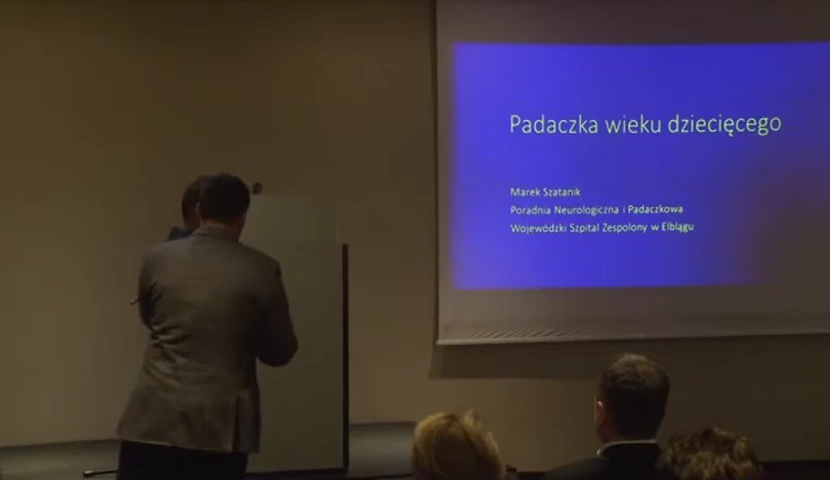 Padaczka wieku dziecięcego
Marek Szatanik
Poradnia Neurologiczna i Padaczkowa
Wojewódzki Szpital Zespolony w Elblągu